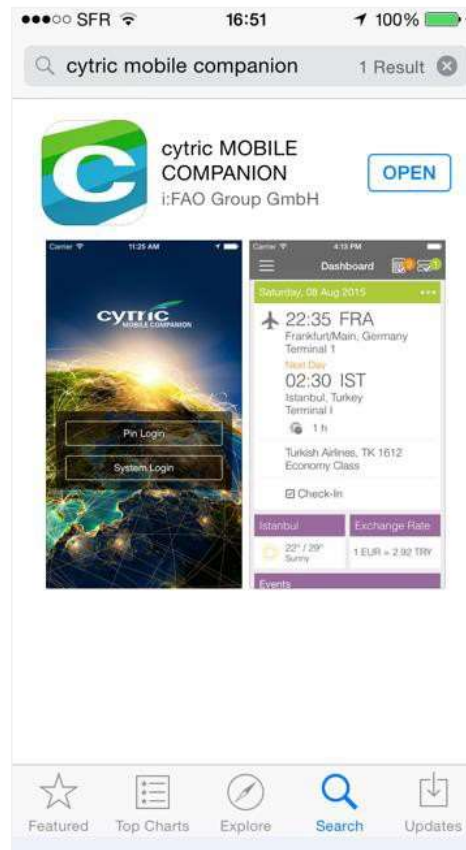 SFR 16:51 100%
cytric mobile companion 1 Result
cytric MOBILE
COMPANION
i:FAO Group GmbH
OPEN
Carrier 11:25 AM
cytric
MOBILE COMPANION
Pin Login
System Login
Carrier 4:13 PM
Dashboard
Saturday, 08 Aug 2015
22:35 FRA
Frankfurt/Main, Germany
Terminal 1
Next Day
02:30 IST
Istanbul, Turkey
Terminal I
1 h
Turkish Airlines, TK 1612
Economy Class
Check-In
Istanbul
Exchange Rate
22° / 29°
Sunny
1 EUR = 2.92 TRY
Events
Featured
Top Charts
Explore
Search
Updates